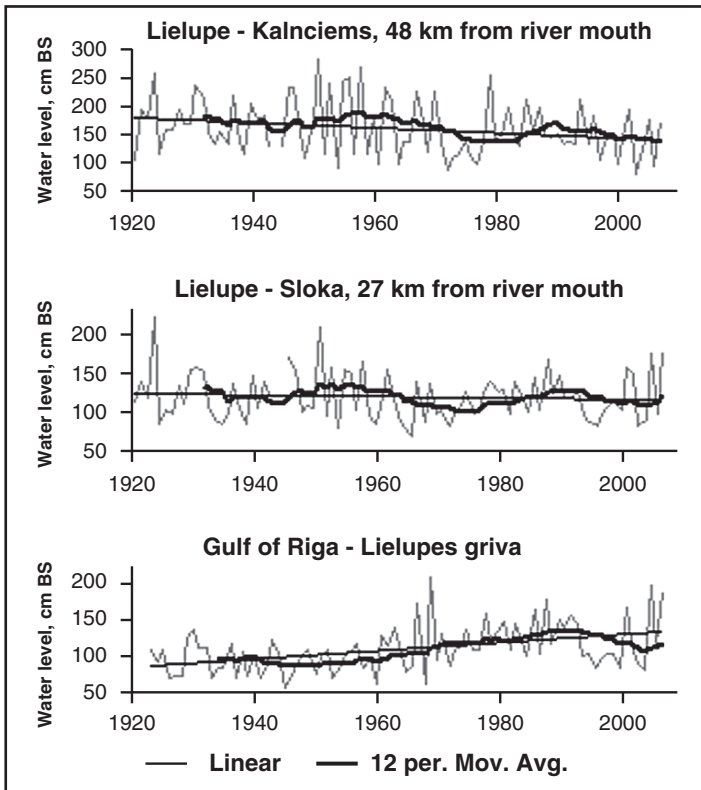 Lielupe - Kalnciems, 48 km from river mouth
Water level, cm BS
300
250
200
150
100
50
1920 1940 1960 1980 2000
Lielupe - Sloka, 27 km from river mouth
Water level, cm BS
200
150
100
50
1920 1940 1960 1980 2000
Gulf of Riga - Lielupes griva
Water level, cm BS
200
150
100
50
1920 1940 1960 1980 2000
Linear 12 per. Mov. Avg.